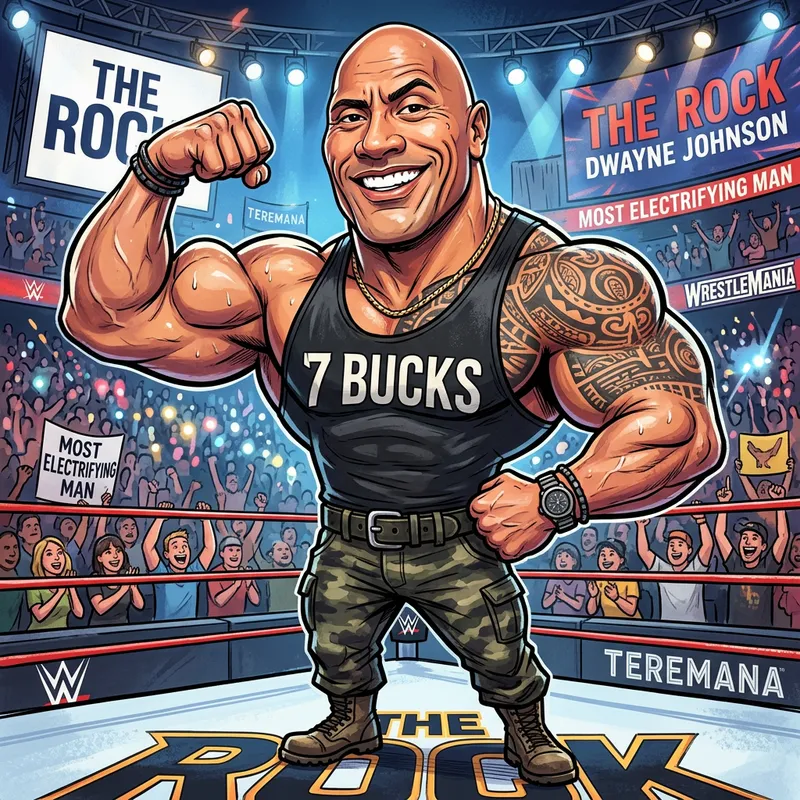 THE
ROCK
THE ROCK
DWAYNE JOHNSON
MOST ELECTRIFYING MAN
TEREMANA
W
WRESTLEMANIA
7 BUCKS
MOST
ELECTRIFYING
MAN
W
W
TEREMANA
THE
ROCK